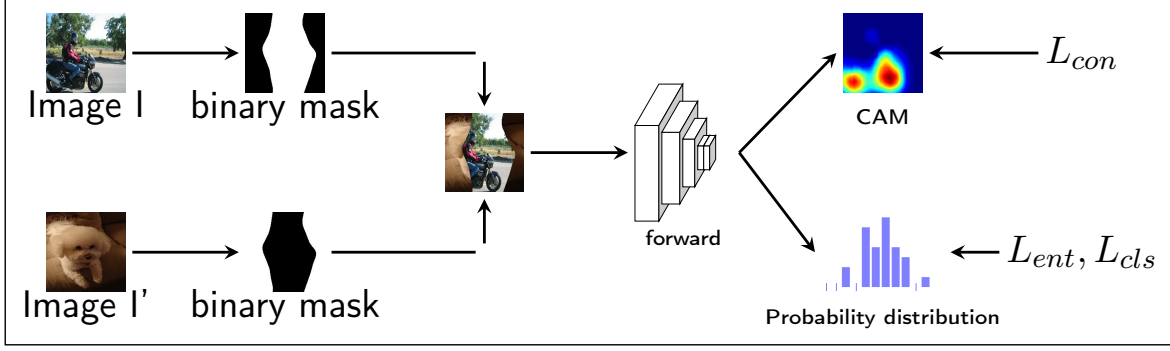 Image I
binary mask
CAM
L_{con}
forward
Image I'
binary mask
L_{ent}, L_{cls}
Probability distribution